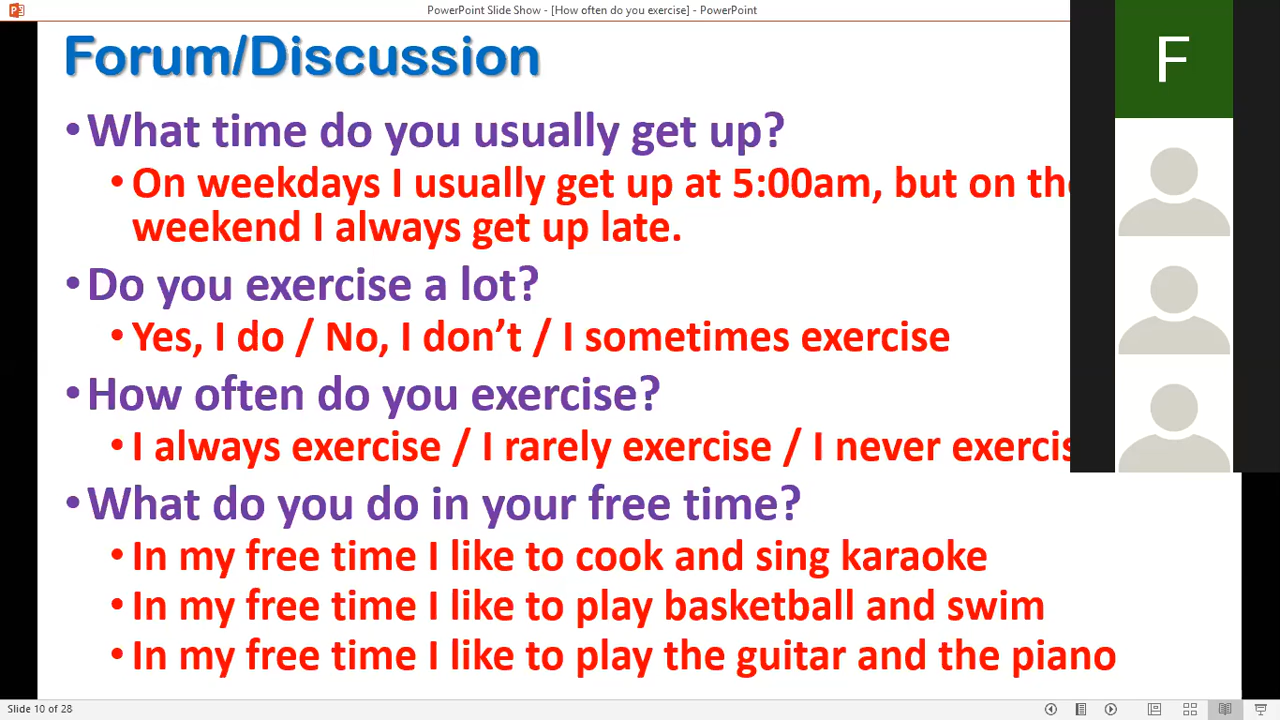 PowerPoint Slide Show - [How often do you exercise] - PowerPoint
Forum/Discussion
F
•What time do you usually get up?
•On weekdays I usually get up at 5:00am, but on
weekend I always get up late.
•Do you exercise a lot?
•Yes, I do / No, I don’t / I sometimes exercise
•How often do you exercise?
•I always exercise / I rarely exercise / I never
•What do you do in your free time?
•In my free time I like to cook and sing karaoke
•In my free time I like to play basketball and swim
•In my free time I like to play the guitar and the piano
Slide 10 of 28